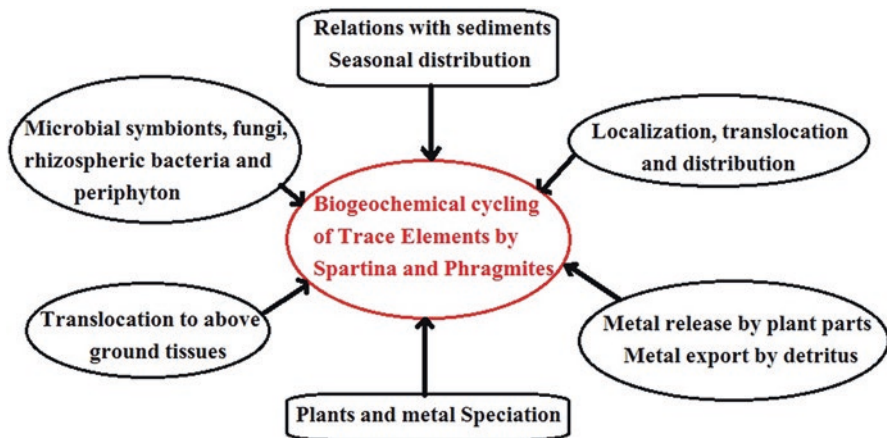 Relations with sediments
Seasonal distribution
Microbial symbionts, fungi,
rhizospheric bacteria and
periphyton
Localization, translocation
and distribution
Biogeochemical cycling
of Trace Elements by
Spartina and Phragmites
Translocation to above
ground tissues
Metal release by plant parts
Metal export by detritus
Plants and metal Speciation